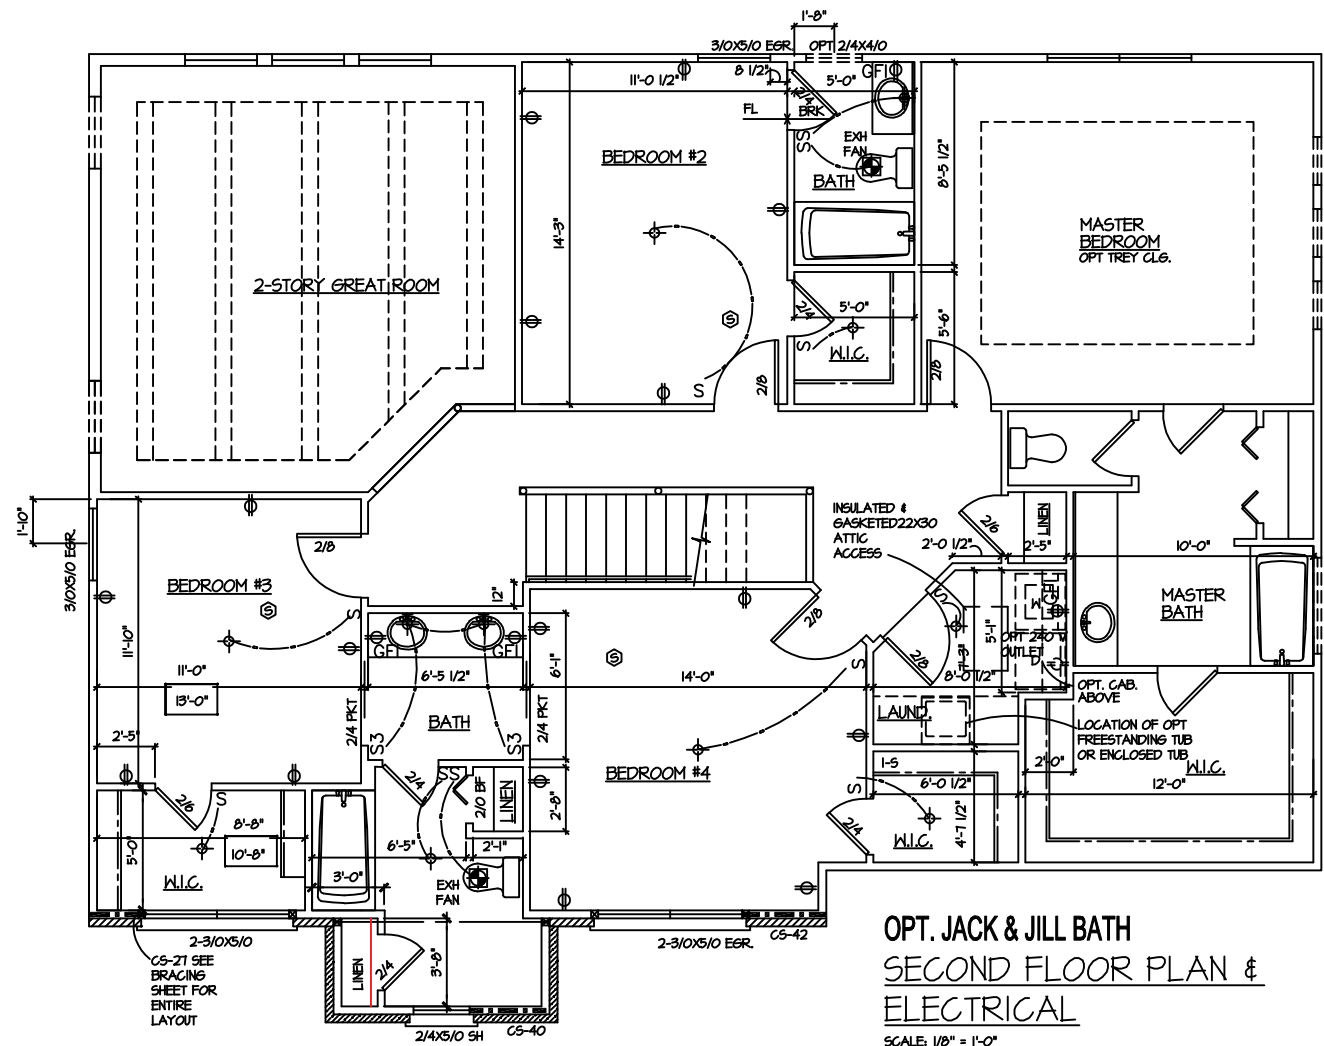 1'-8"
3/0X5/0 EGR.
OPT 2/4X4/0
8 1/2"
11'-0 1/2"
5'-0"
GFI
2/4
FL
BRK
SS
EXH
FAN
BEDROOM #2
BATH
8'-5 1/2"
14'-3"
MASTER
BEDROOM
OPT TREY CLG.
2-STORY GREAT ROOM
S
2/4
5'-0"
5'-6"
S
W.I.C.
2/8
2/8
S
1'-10"
3/0X5/0 EGR.
2/8
INSULATED &
GASKETED22X30
ATTIC
ACCESS
2/6
LINEN
2'-0 1/2"
2'-5"
10'-0"
BEDROOM #3
S
S
12"
2/8
S
W
GFI
MASTER
BATH
11'-10"
GFI
GFI
6'-1"
S
5'-1"
OPT 240 V
OUTLET
D
11'-0"
13'-0"
6'-5 1/2"
14'-0"
S
2/8
7'-3"
8'-0 1/2"
OPT. CAB.
ABOVE
2/4 PKT
BATH
2/4 PKT
LAUND.
LOCATION OF OPT
FREESTANDING TUB
OR ENCLOSED TUB
2'-5"
S3
S3
1-S
W.I.C.
2/4
SS
2/0 BF
LINEN
2'-8"
BEDROOM #4
S
6'-0 1/2"
2'-0"
12'-0"
2/6
S
8'-8"
10'-8"
5'-0"
6'-5"
2'-1"
2/4
W.I.C.
4'-7 1/2"
W.I.C.
3'-0"
EXH
FAN
2-3/0X5/0
2-3/0X5/0 EGR.
CS-42
CS-27 SEE
BRACING
SHEET FOR
ENTIRE
LAYOUT
LINEN
2/4
3'-8"
2/4X5/0 SH
CS-40
OPT. JACK & JILL BATH
SECOND FLOOR PLAN &
ELECTRICAL
SCALE: 1/8" = 1'-0"